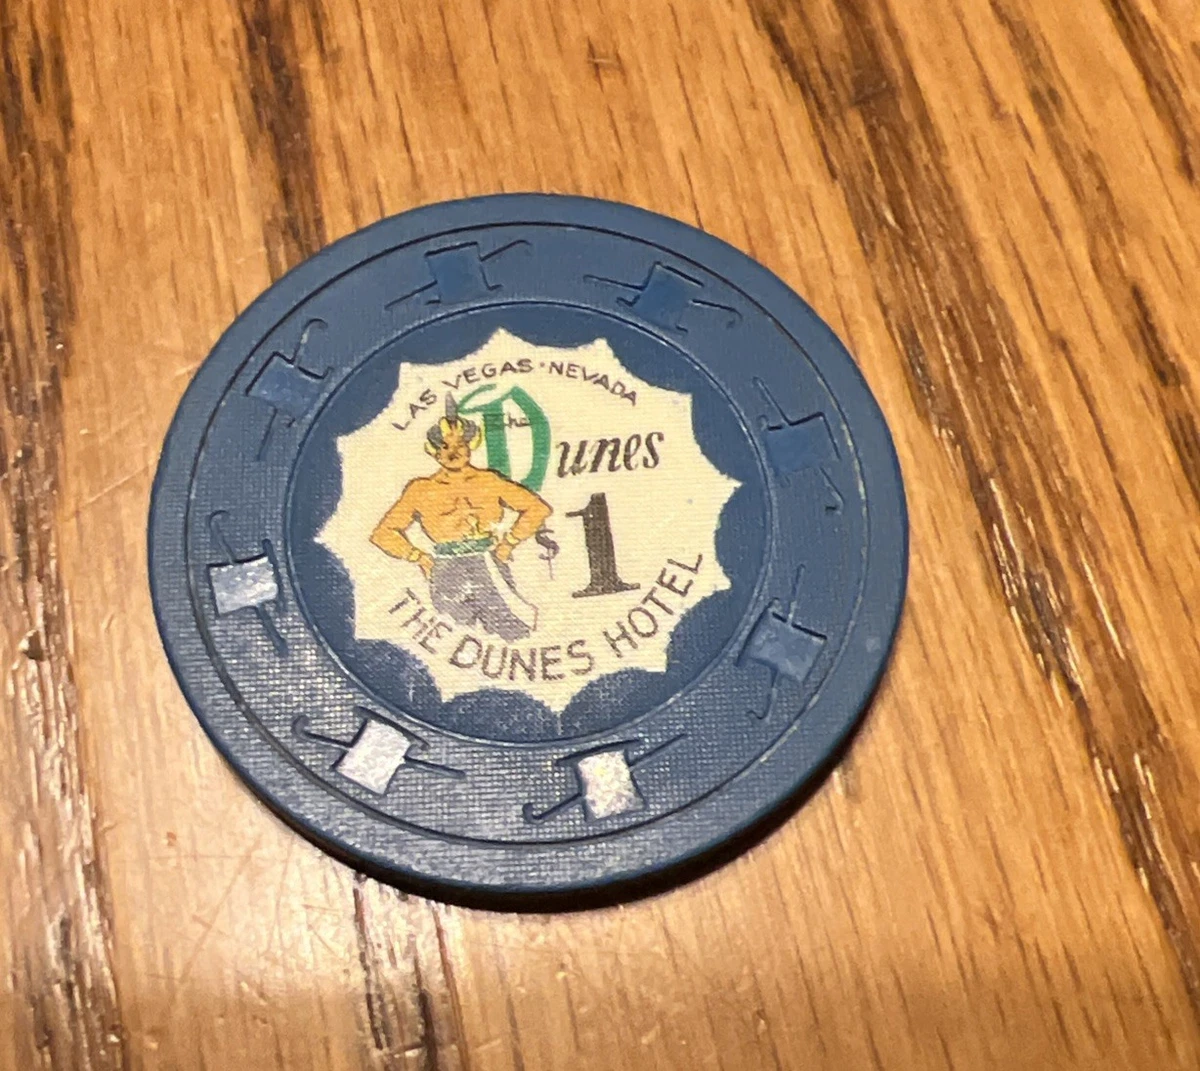 LAS VEGAS · NEVADA
the
Dunes
$1
THE DUNES HOTEL